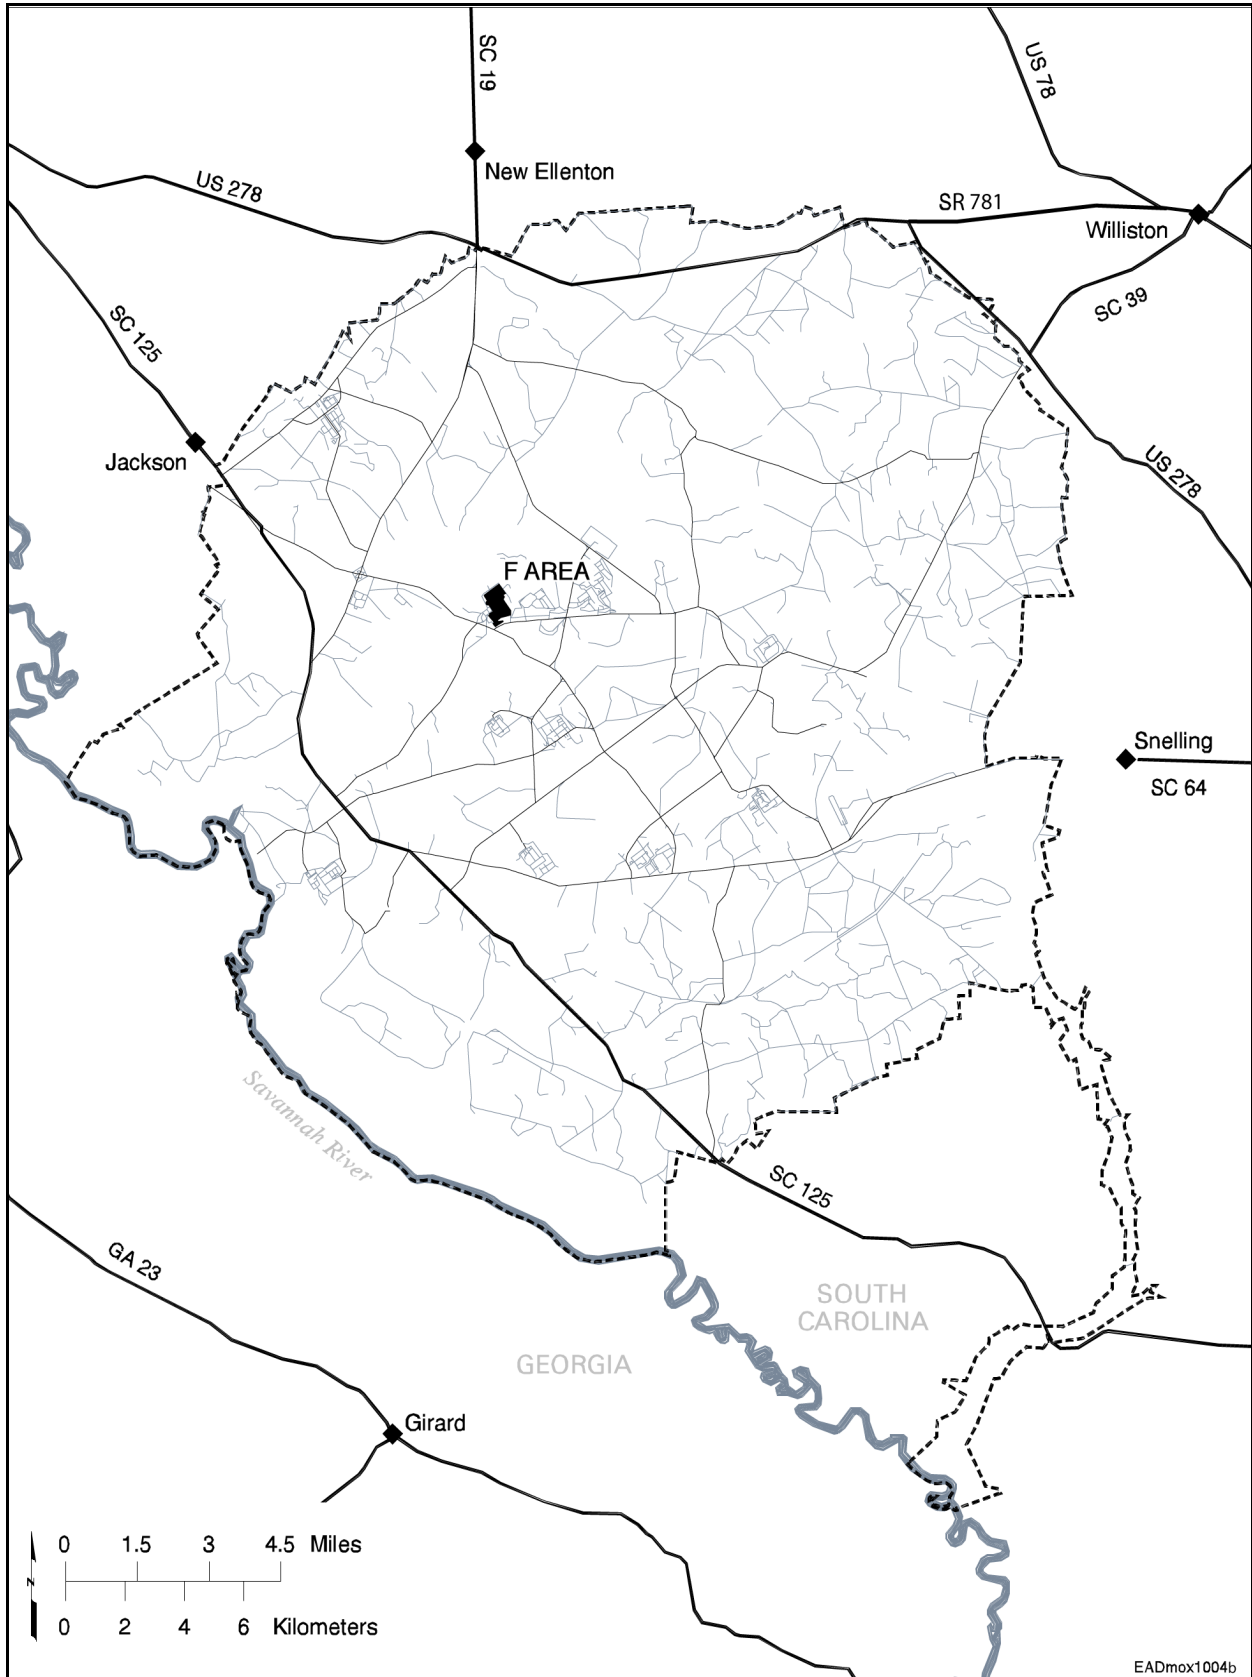 SC 19
US 78
New Ellenton
US 278
SR 781
Williston
SC 39
SC 125
Jackson
US 278
F AREA
Snelling
SC 64
Savannah River
SC 125
GA 23
SOUTH
CAROLINA
GEORGIA
Girard
0 1.5 3 4.5 Miles
N
0 2 4 6 Kilometers
EADmox1004b